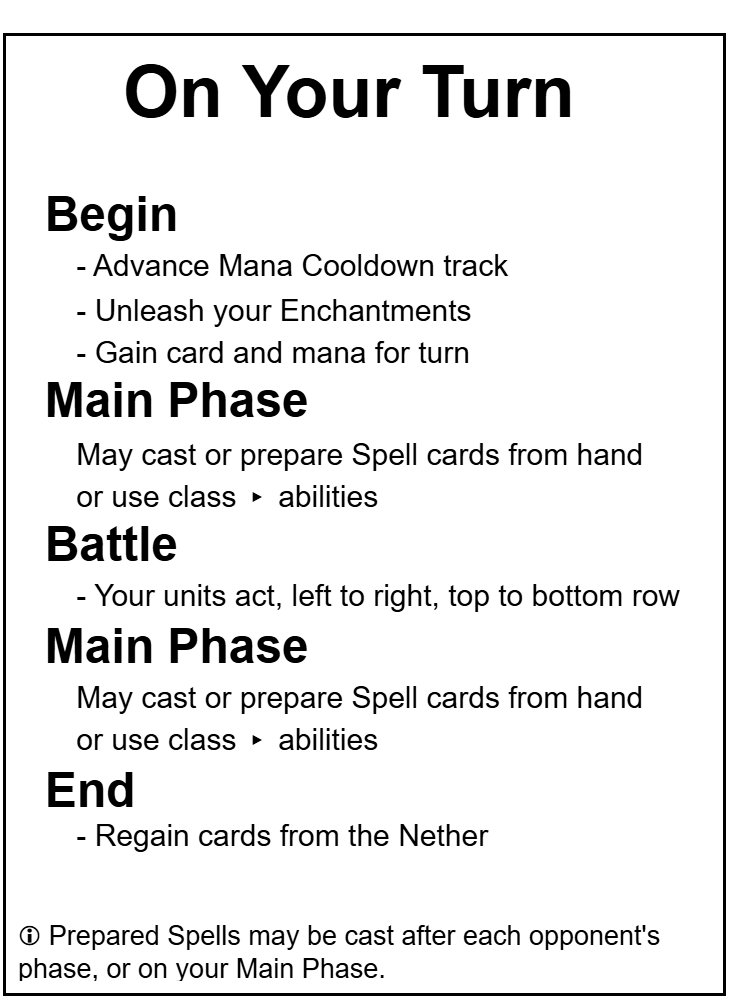 On Your Turn
Begin
- Advance Mana Cooldown track
- Unleash your Enchantments
- Gain card and mana for turn
Main Phase
May cast or prepare Spell cards from hand
or use class ‣ abilities
Battle
- Your units act, left to right, top to bottom row
Main Phase
May cast or prepare Spell cards from hand
or use class ‣ abilities
End
- Regain cards from the Nether
🛈 Prepared Spells may be cast after each opponent's
phase, or on your Main Phase.